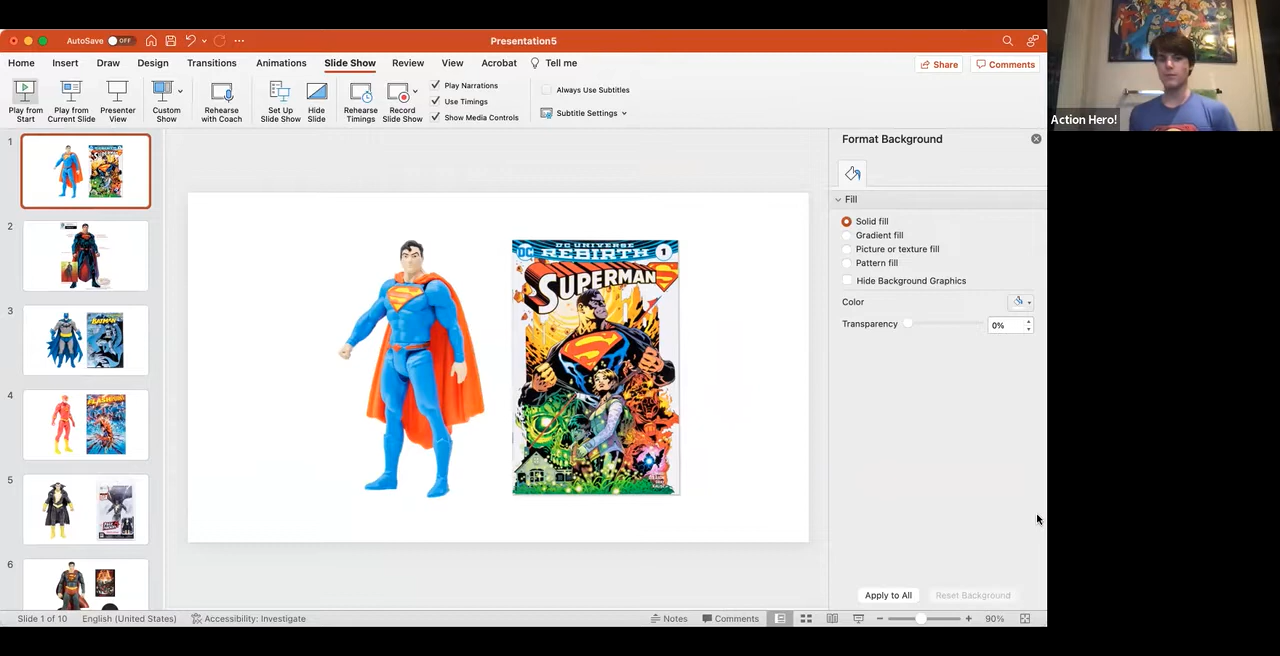 AutoSave OFF
Presentation5
Home Insert Draw Design Transitions Animations Slide Show Review View Acrobat Tell me
Share Comments
Play from Start
Play from Current Slide
Presenter View
Custom Show
Rehearse with Coach
Set Up Slide Show
Hide Slide
Rehearse Timings
Record Slide Show
Play Narrations
Use Timings
Show Media Controls
Always Use Subtitles
Subtitle Settings
1
2
3
BATMAN
4
FLASHPOINT
5
6
DC UNIVERSE
DC REBIRTH 1
SUPERMAN
Format Background
Fill
Solid fill
Gradient fill
Picture or texture fill
Pattern fill
Hide Background Graphics
Color
Transparency 0%
Apply to All Reset Background
Slide 1 of 10 English (United States) Accessibility: Investigate Notes Comments 90%
Action Hero!